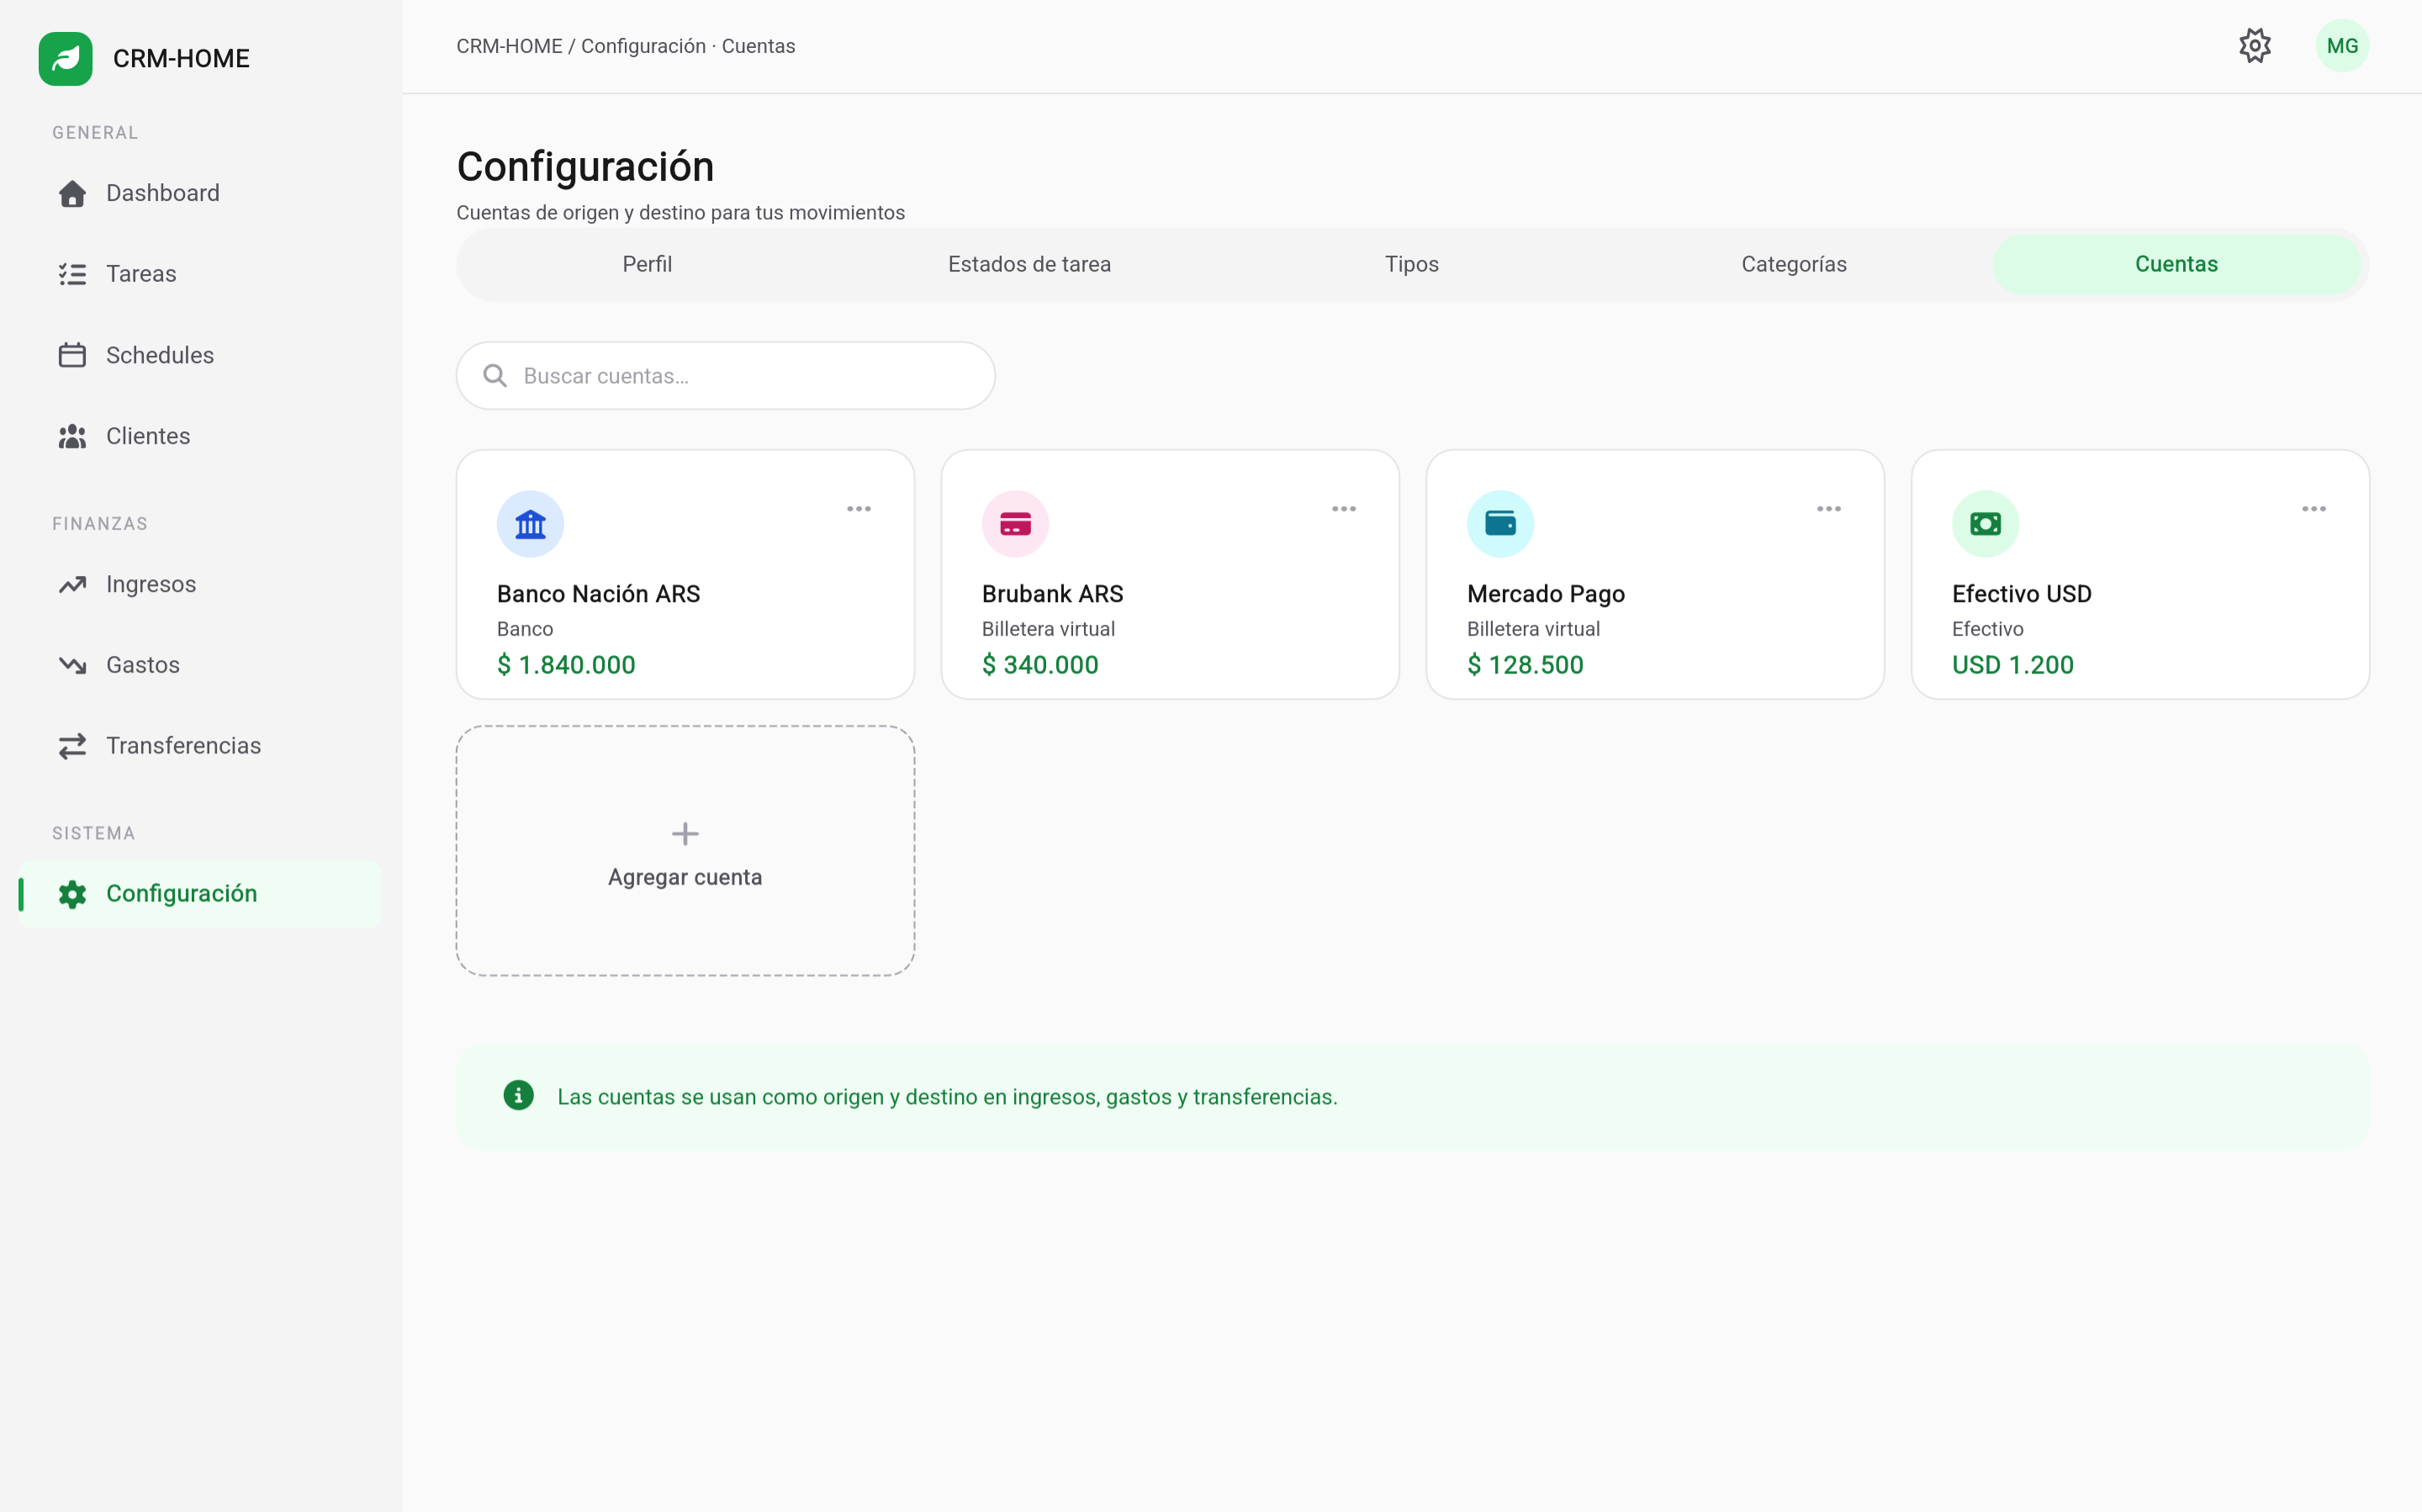 CRM-HOME
GENERAL
Dashboard
Tareas
Schedules
Clientes
FINANZAS
Ingresos
Gastos
Transferencias
SISTEMA
Configuración
CRM-HOME / Configuración · Cuentas
MG
Configuración
Cuentas de origen y destino para tus movimientos
Perfil
Estados de tarea
Tipos
Categorías
Cuentas
Buscar cuentas...
Banco Nación ARS
Banco
$ 1.840.000
Brubank ARS
Billetera virtual
$ 340.000
Mercado Pago
Billetera virtual
$ 128.500
Efectivo USD
Efectivo
USD 1.200
Agregar cuenta
Las cuentas se usan como origen y destino en ingresos, gastos y transferencias.